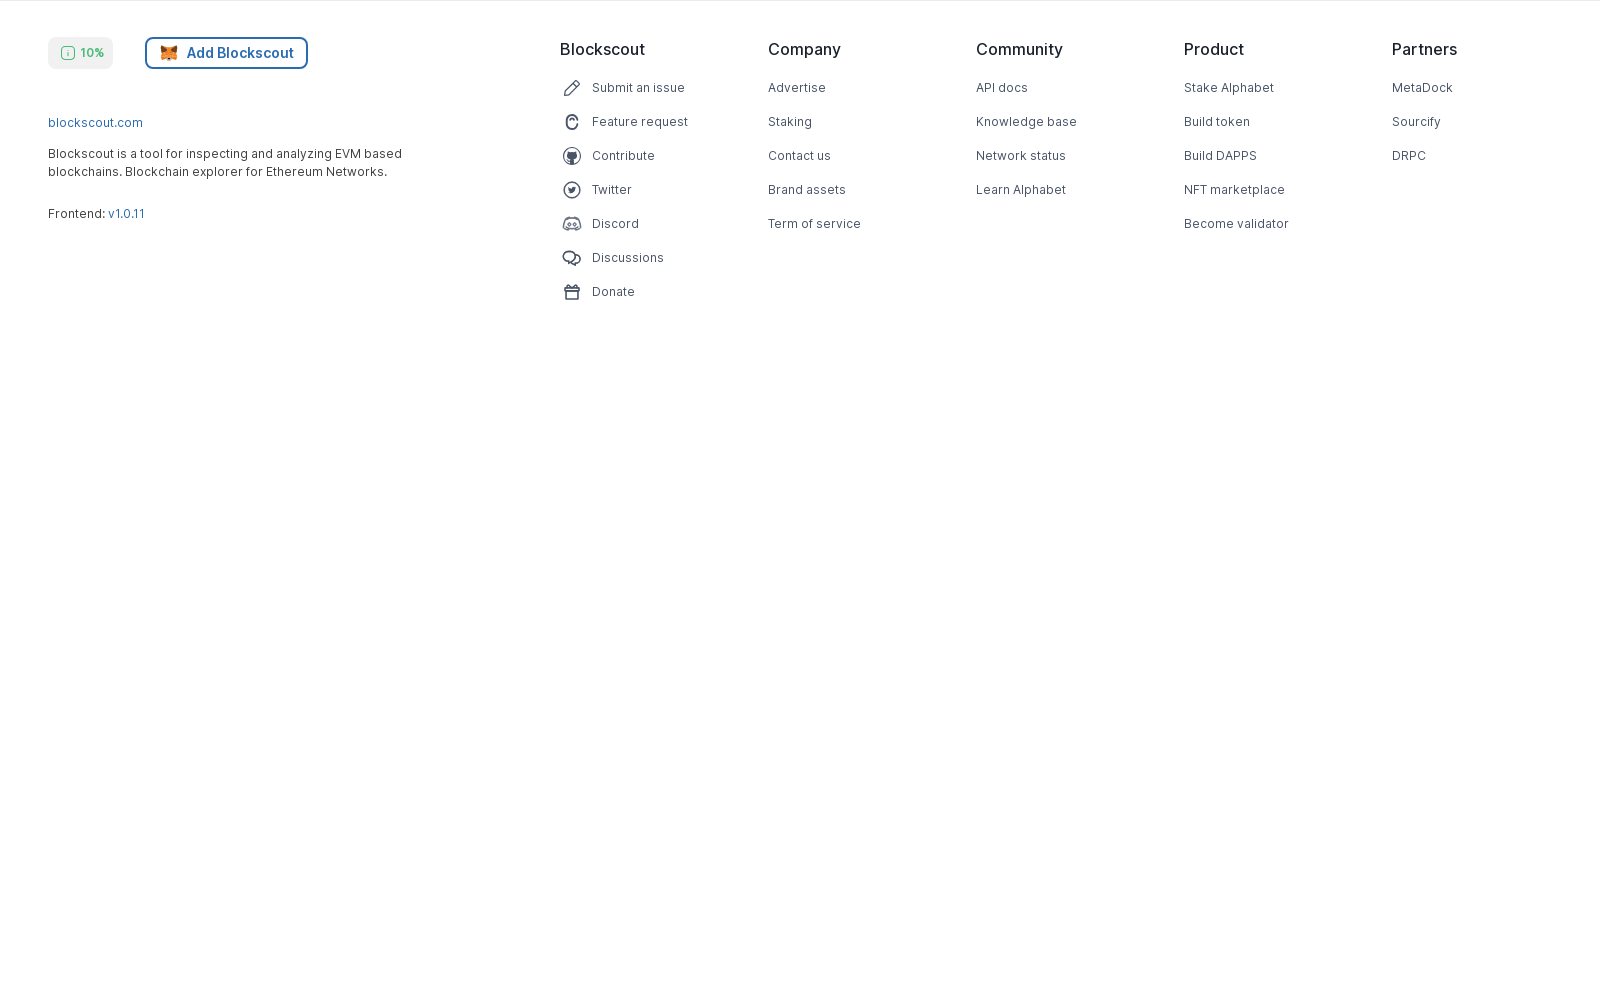 10%
Add Blockscout
blockscout.com
Blockscout is a tool for inspecting and analyzing EVM based
blockchains. Blockchain explorer for Ethereum Networks.
Frontend: v1.0.11
Blockscout
Submit an issue
Feature request
Contribute
Twitter
Discord
Discussions
Donate
Company
Advertise
Staking
Contact us
Brand assets
Term of service
Community
API docs
Knowledge base
Network status
Learn Alphabet
Product
Stake Alphabet
Build token
Build DAPPS
NFT marketplace
Become validator
Partners
MetaDock
Sourcify
DRPC